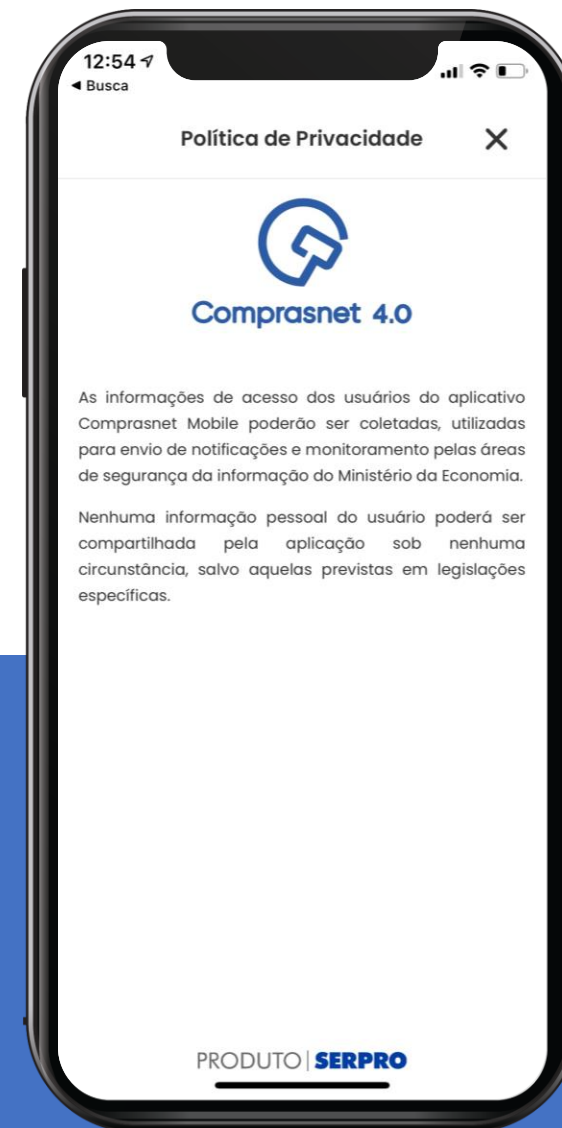 12:54
◀ Busca
Política de Privacidade
Comprasnet 4.0
As informações de acesso dos usuários do aplicativo
Comprasnet Mobile poderão ser coletadas, utilizadas
para envio de notificações e monitoramento pelas áreas
de segurança da informação do Ministério da Economia.
Nenhuma informação pessoal do usuário poderá ser
compartilhada pela aplicação sob nenhuma
circunstância, salvo aquelas previstas em legislações
específicas.
PRODUTO | SERPRO